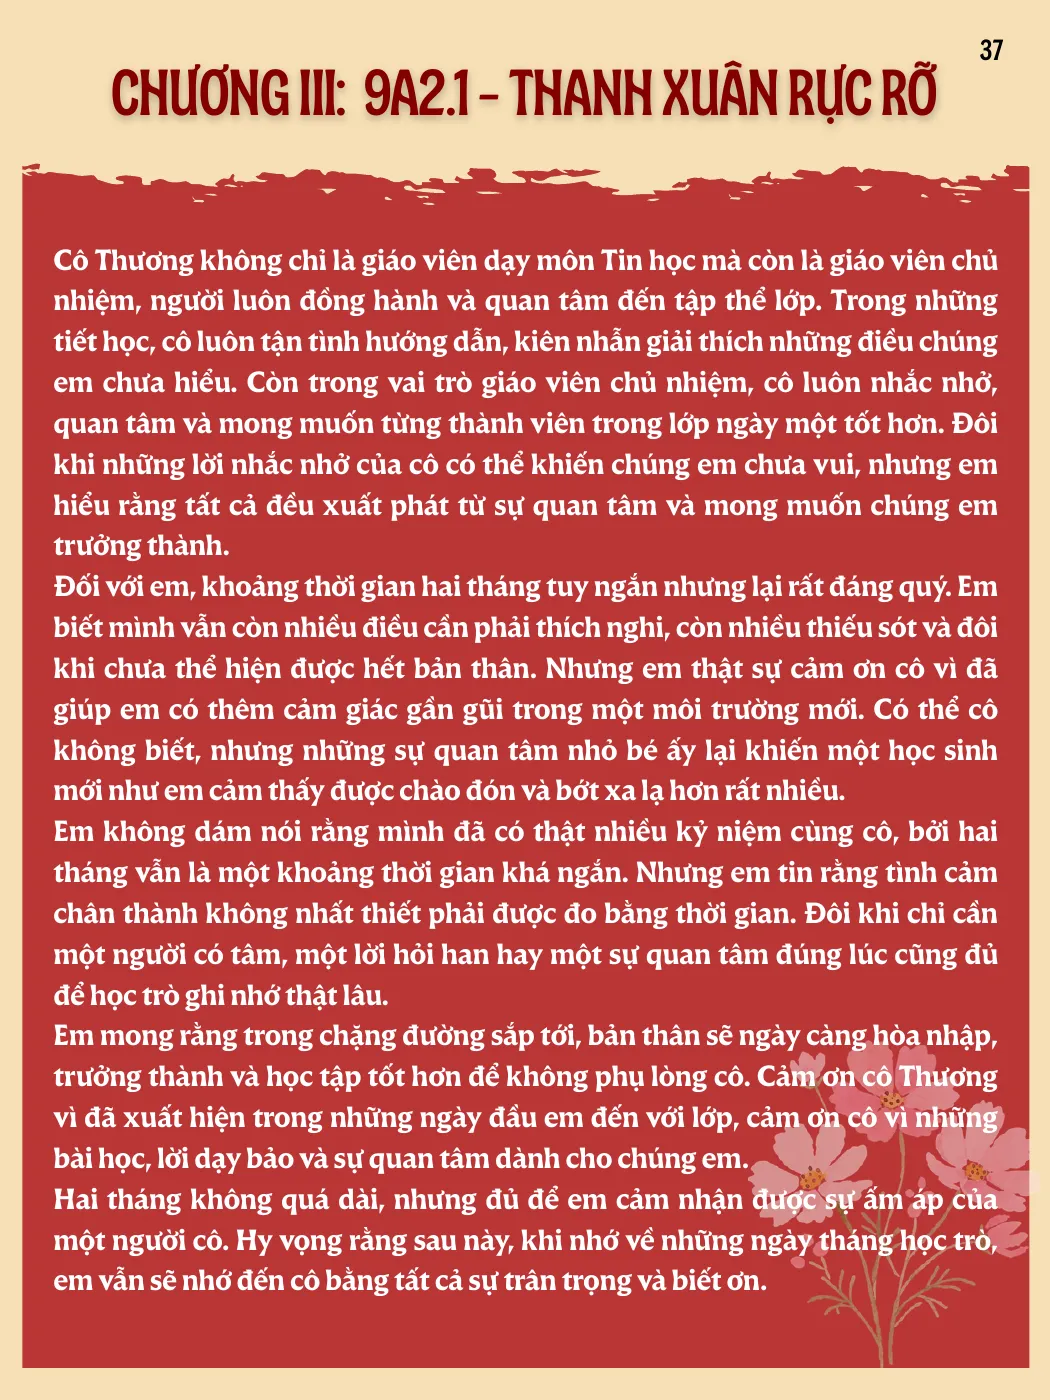 37
CHƯƠNG III: 9A2.1 – THANH XUÂN RỰC RỠ
Cô Thương không chỉ là giáo viên dạy môn Tin học mà còn là giáo viên chủ
nhiệm, người luôn đồng hành và quan tâm đến tập thể lớp. Trong những
tiết học, cô luôn tận tình hướng dẫn, kiên nhẫn giải thích những điều chúng
em chưa hiểu. Còn trong vai trò giáo viên chủ nhiệm, cô luôn nhắc nhở,
quan tâm và mong muốn từng thành viên trong lớp ngày một tốt hơn. Đôi
khi những lời nhắc nhở của cô có thể khiến chúng em chưa vui, nhưng em
hiểu rằng tất cả đều xuất phát từ sự quan tâm và mong muốn chúng em
trưởng thành.
Đối với em, khoảng thời gian hai tháng tuy ngắn nhưng lại rất đáng quý. Em
biết mình vẫn còn nhiều điều cần phải thích nghi, còn nhiều thiếu sót và đôi
khi chưa thể hiện được hết bản thân. Nhưng em thật sự cảm ơn cô vì đã
giúp em có thêm cảm giác gần gũi trong một môi trường mới. Có thể cô
không biết, nhưng những sự quan tâm nhỏ bé ấy lại khiến một học sinh
mới như em cảm thấy được chào đón và bớt xa lạ hơn rất nhiều.
Em không dám nói rằng mình đã có thật nhiều kỷ niệm cùng cô, bởi hai
tháng vẫn là một khoảng thời gian khá ngắn. Nhưng em tin rằng tình cảm
chân thành không nhất thiết phải được đo bằng thời gian. Đôi khi chỉ cần
một người có tâm, một lời hỏi han hay một sự quan tâm đúng lúc cũng đủ
để học trò ghi nhớ thật lâu.
Em mong rằng trong chặng đường sắp tới, bản thân sẽ ngày càng hòa nhập,
trưởng thành và học tập tốt hơn để không phụ lòng cô. Cảm ơn cô Thương
vì đã xuất hiện trong những ngày đầu em đến với lớp, cảm ơn cô vì những
bài học, lời dạy bảo và sự quan tâm dành cho chúng em.
Hai tháng không quá dài, nhưng đủ để em cảm nhận được sự ấm áp của
một người cô. Hy vọng rằng sau này, khi nhớ về những ngày tháng học trò,
em vẫn sẽ nhớ đến cô bằng tất cả sự trân trọng và biết ơn.